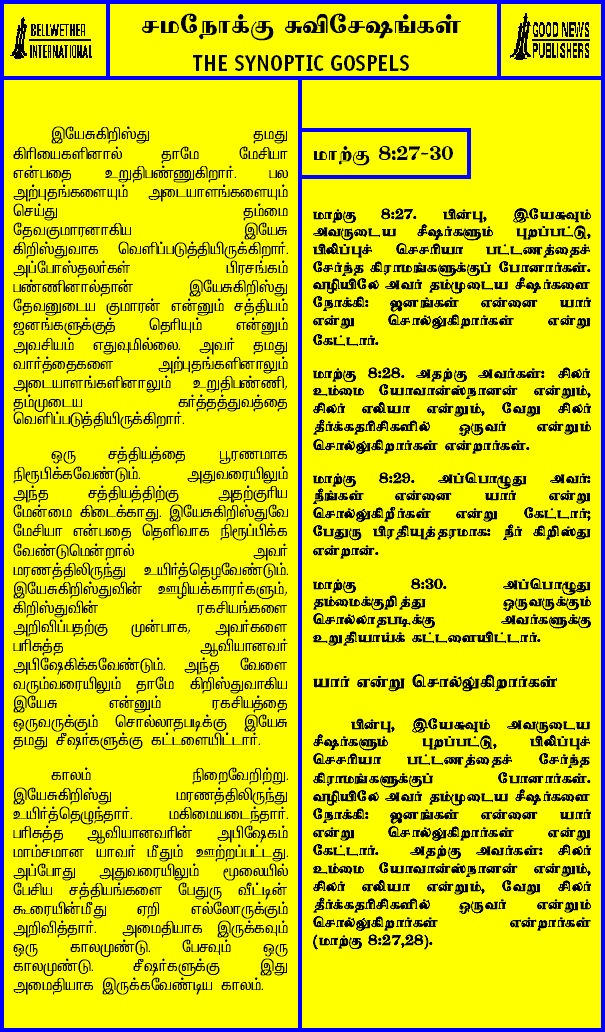 BELLWETHER
INTERNATIONAL
சமநோக்கு சுவிசேஷங்கள்
THE SYNOPTIC GOSPELS
GOOD NEWS
PUBLISHERS
இயேசுகிறிஸ்து தமது
கிரியைகளினால் தாமே மேசியா
என்பதை உறுதிபண்ணுகிறார். பல
அற்புதங்களையும் அடையாளங்களையும்
செய்து தம்மை
தேவகுமாரனாகிய இயேசு
கிறிஸ்துவாக வெளிப்படுத்தியிருக்கிறார்.
அப்போஸ்தலர்கள் பிரசங்கம்
பண்ணினால்தான் இயேசுகிறிஸ்து
தேவனுடைய குமாரன் என்னும் சத்தியம்
ஜனங்களுக்குத் தெரியும் என்னும்
அவசியம் எதுவுமில்லை. அவர் தமது
வார்த்தைகளை அற்புதங்களினாலும்
அடையாளங்களினாலும் உறுதிபண்ணி,
தம்முடைய கர்த்தத்துவத்தை
வெளிப்படுத்தியிருக்கிறார்.
ஒரு சத்தியத்தை பூரணமாக
நிரூபிக்கவேண்டும். அதுவரையிலும்
அந்த சத்தியத்திற்கு அதற்குரிய
மேன்மை கிடைக்காது. இயேசுகிறிஸ்துவே
மேசியா என்பதை தெளிவாக நிரூப்பிக்க
வேண்டுமென்றால் அவர்
மரணத்திலிருந்து உயிர்த்தெழவேண்டும்.
இயேசுகிறிஸ்துவின் ஊழியக்காரர்களும்,
கிறிஸ்துவின் ரகசியங்களை
அறிவிப்பதற்கு முன்பாக, அவர்களை
பரிசுத்த ஆவியானவர்
அபிஷேகிக்கவேண்டும். அந்த வேளை
வரும்வரையிலும் தாமே கிறிஸ்துவாகிய
இயேசு என்னும் ரகசியத்தை
ஒருவருக்கும் சொல்லாதபடிக்கு இயேசு
தமது சீஷர்களுக்கு கட்டளையிட்டார்.
காலம் நிறைவேறிற்று.
இயேசுகிறிஸ்து மரணத்திலிருந்து
உயிர்த்தெழுந்தார். மகிமையடைந்தார்.
பரிசுத்த ஆவியானவரின் அபிஷேகம்
மாம்சமான யாவர் மீதும் ஊற்றப்பட்டது.
அப்போது அதுவரையிலும் மூலையில்
பேசிய சத்தியங்களை பேதுரு வீட்டின்
கூரையின்மீது ஏறி எல்லோருக்கும்
அறிவித்தார். அமைதியாக இருக்கவும்
ஒரு காலமுண்டு. பேசவும் ஒரு
காலமுண்டு. சீஷர்களுக்கு இது
அமைதியாக இருக்கவேண்டிய காலம்.
மாற்கு 8:27-30
மாற்கு 8:27. பின்பு, இயேசுவும்
அவருடைய சீஷர்களும் புறப்பட்டு,
பிலிப்புச் செசரியா பட்டணத்தைச்
சேர்ந்த கிராமங்களுக்குப் போனார்கள்.
வழியிலே அவர் தம்முடைய சீஷர்களை
நோக்கி: ஜனங்கள் என்னை யார்
என்று சொல்லுகிறார்கள் என்று
கேட்டார்.
மாற்கு 8:28. அதற்கு அவர்கள்: சிலர்
உம்மை யோவான்ஸ்நானன் என்றும்,
சிலர் எலியா என்றும், வேறு சிலர்
தீர்க்கதரிசிகளில் ஒருவர் என்றும்
சொல்லுகிறார்கள் என்றார்கள்.
மாற்கு 8:29. அப்பொழுது அவர்:
நீங்கள் என்னை யார் என்று
சொல்லுகிறீர்கள் என்று கேட்டார்;
பேதுரு பிரதியுத்தரமாக: நீர் கிறிஸ்து
என்றான்.
மாற்கு 8:30. அப்பொழுது
தம்மைக்குறித்து ஒருவருக்கும்
சொல்லாதபடிக்கு அவர்களுக்கு
உறுதியாய்க் கட்டளையிட்டார்.
யார் என்று சொல்லுகிறார்கள்
பின்பு, இயேசுவும் அவருடைய
சீஷர்களும் புறப்பட்டு, பிலிப்புச்
செசரியா பட்டணத்தைச் சேர்ந்த
கிராமங்களுக்குப் போனார்கள்.
வழியிலே அவர் தம்முடைய சீஷர்களை
நோக்கி: ஜனங்கள் என்னை யார்
என்று சொல்லுகிறார்கள் என்று
கேட்டார். அதற்கு அவர்கள்: சிலர்
உம்மை யோவான்ஸ்நானன் என்றும்,
சிலர் எலியா என்றும், வேறு சிலர்
தீர்க்கதரிசிகளில் ஒருவர் என்றும்
சொல்லுகிறார்கள் என்றார்கள்
(மாற்கு 8:27,28).